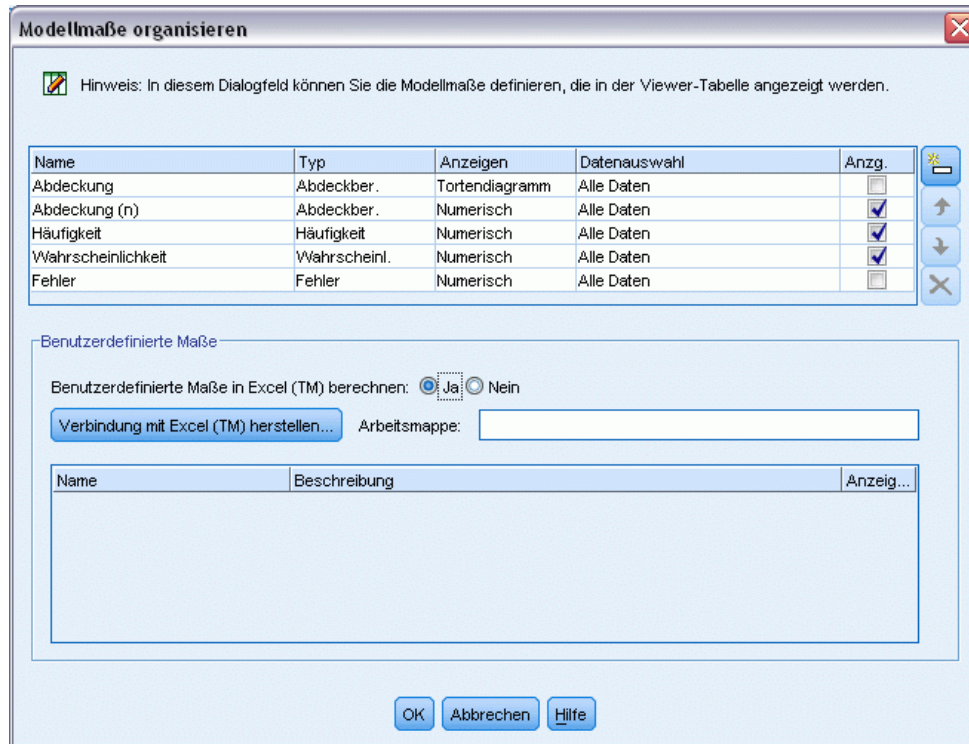 Modellmaße organisieren
Hinweis: In diesem Dialogfeld können Sie die Modellmaße definieren, die in der Viewer-Tabelle angezeigt werden.
Name Typ Anzeigen Datenauswahl Anzg.
Abdeckung Abdeckber. Tortendiagramm Alle Daten
Abdeckung (n) Abdeckber. Numerisch Alle Daten
Häufigkeit Häufigkeit Numerisch Alle Daten
Wahrscheinlichkeit Wahrscheinl. Numerisch Alle Daten
Fehler Fehler Numerisch Alle Daten
Benutzerdefinierte Maße
Benutzerdefinierte Maße in Excel (TM) berechnen: Ja Nein
Verbindung mit Excel (TM) herstellen... Arbeitsmappe:
Name Beschreibung Anzeig...
OK Abbrechen Hilfe